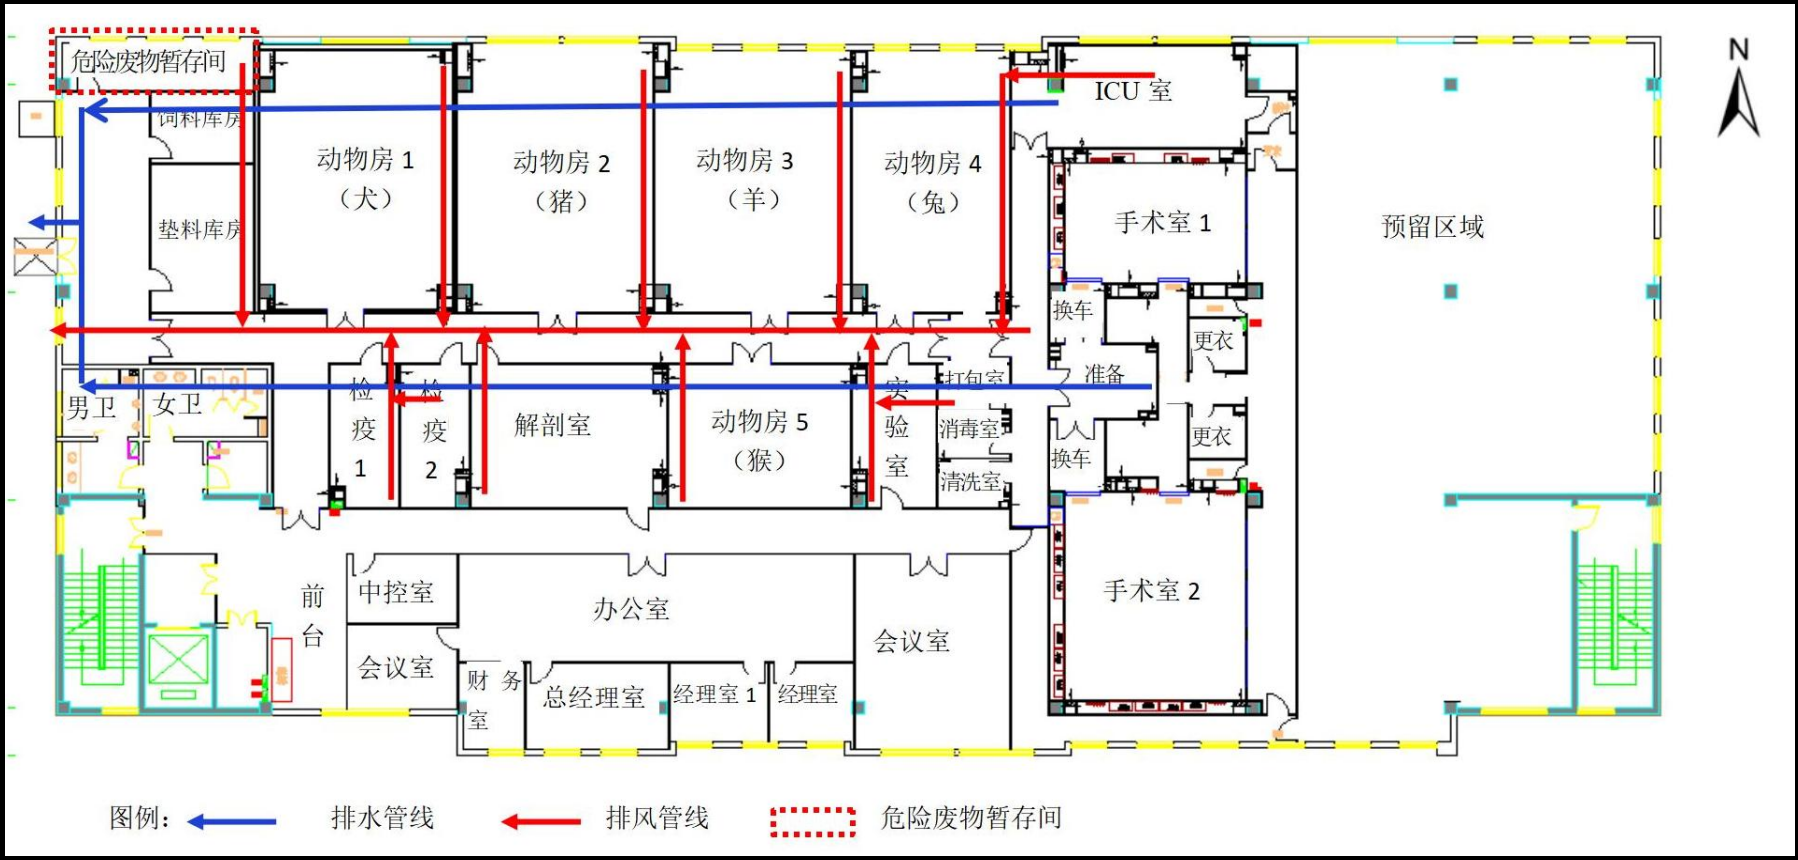 危险废物暂存间
N
ICU 室
饲料库房
动物房 1
（犬）
动物房 2
（猪）
动物房 3
（羊）
动物房 4
（兔）
垫料库房
手术室 1
预留区域
换车
更衣
准备
男卫
女卫
检疫 1
检疫 2
解剖室
动物房 5
（猴）
实验室
打包室
消毒室
清洗室
更衣
换车
前台
中控室
办公室
会议室
会议室
手术室 2
财务室
总经理室
经理室 1
经理室
图例：
排水管线
排风管线
危险废物暂存间